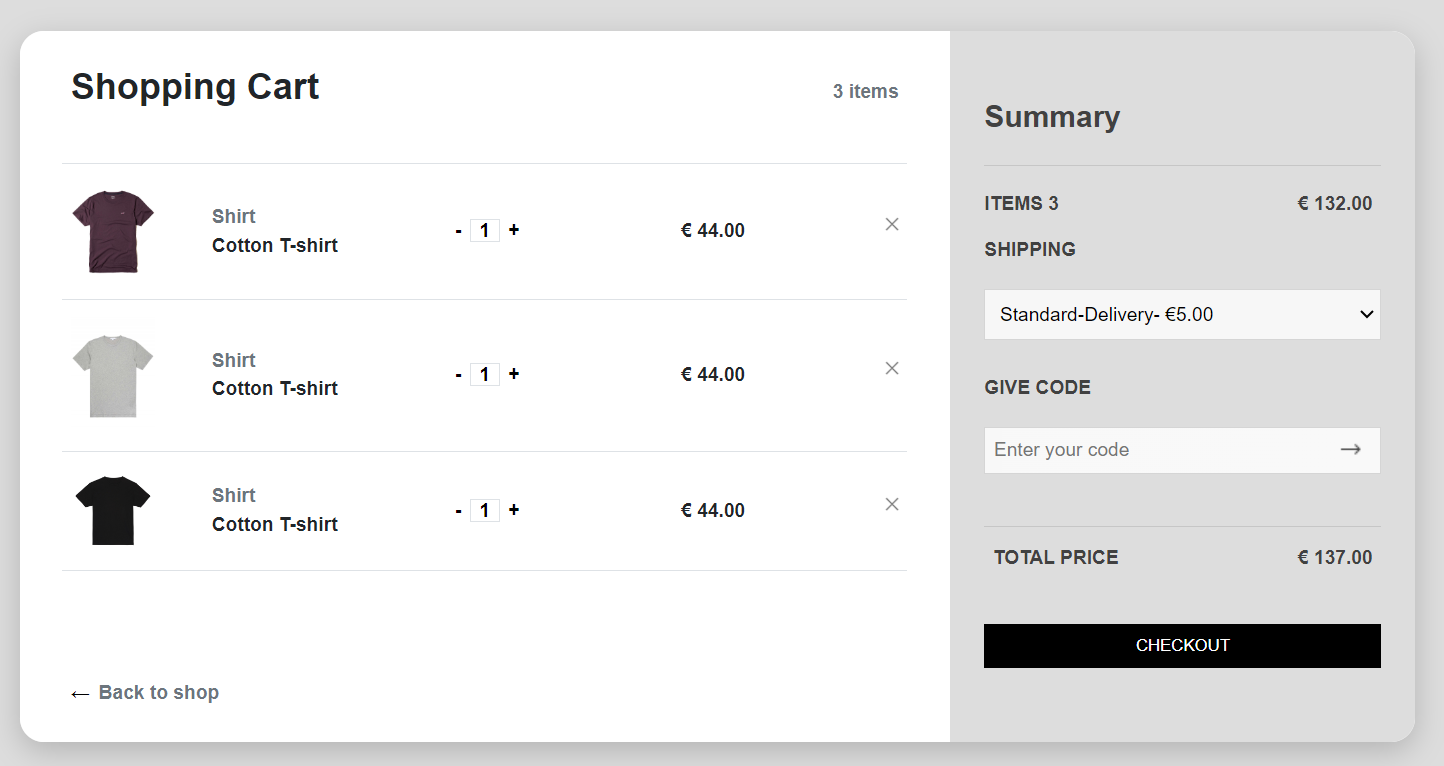 Shopping Cart
3 items
Shirt
Cotton T-shirt
- 1 +
€ 44.00
×
Shirt
Cotton T-shirt
- 1 +
€ 44.00
×
Shirt
Cotton T-shirt
- 1 +
€ 44.00
×
← Back to shop
Summary
ITEMS 3
€ 132.00
SHIPPING
Standard-Delivery- €5.00
GIVE CODE
Enter your code →
TOTAL PRICE
€ 137.00
CHECKOUT